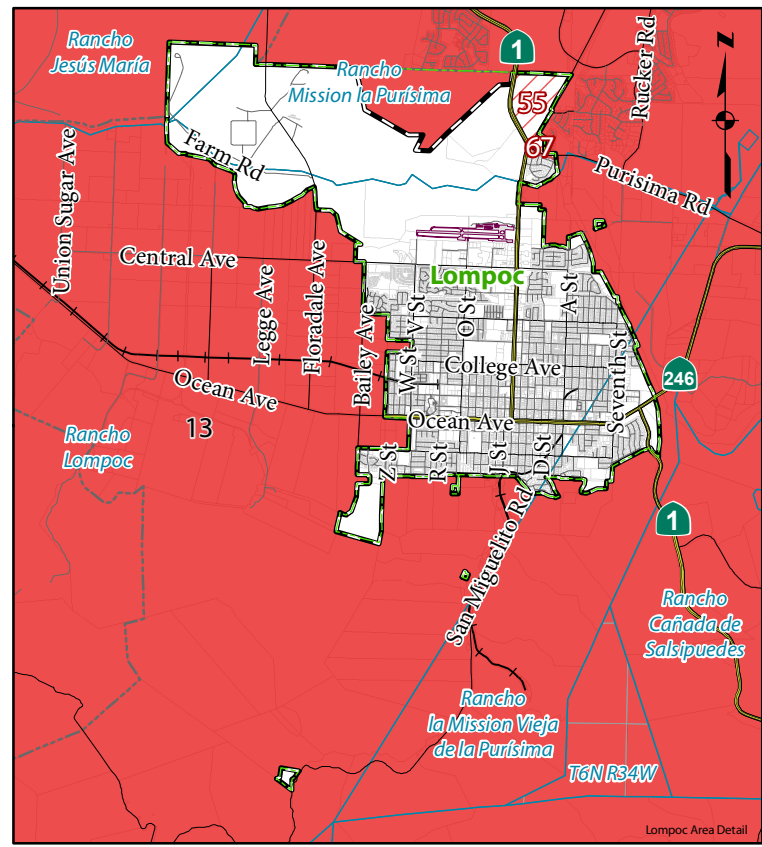 Rancho
Jesús María
Rancho
Mission la Purísima
1
55
67
Rucker Rd
Z
Farm Rd
Purisima Rd
Union Sugar Ave
Central Ave
Legge Ave
Floradale Ave
Bailey Ave
Lompoc
V St
O St
A St
W St
College Ave
Seventh St
246
Ocean Ave
Ocean Ave
13
Rancho
Lompoc
Z St
R St
J St
D St
San Miguelito Rd
1
Rancho
Cañada de
Salsipuedes
Rancho
la Mission Vieja
de la Purísima
T6N R34W
Lompoc Area Detail